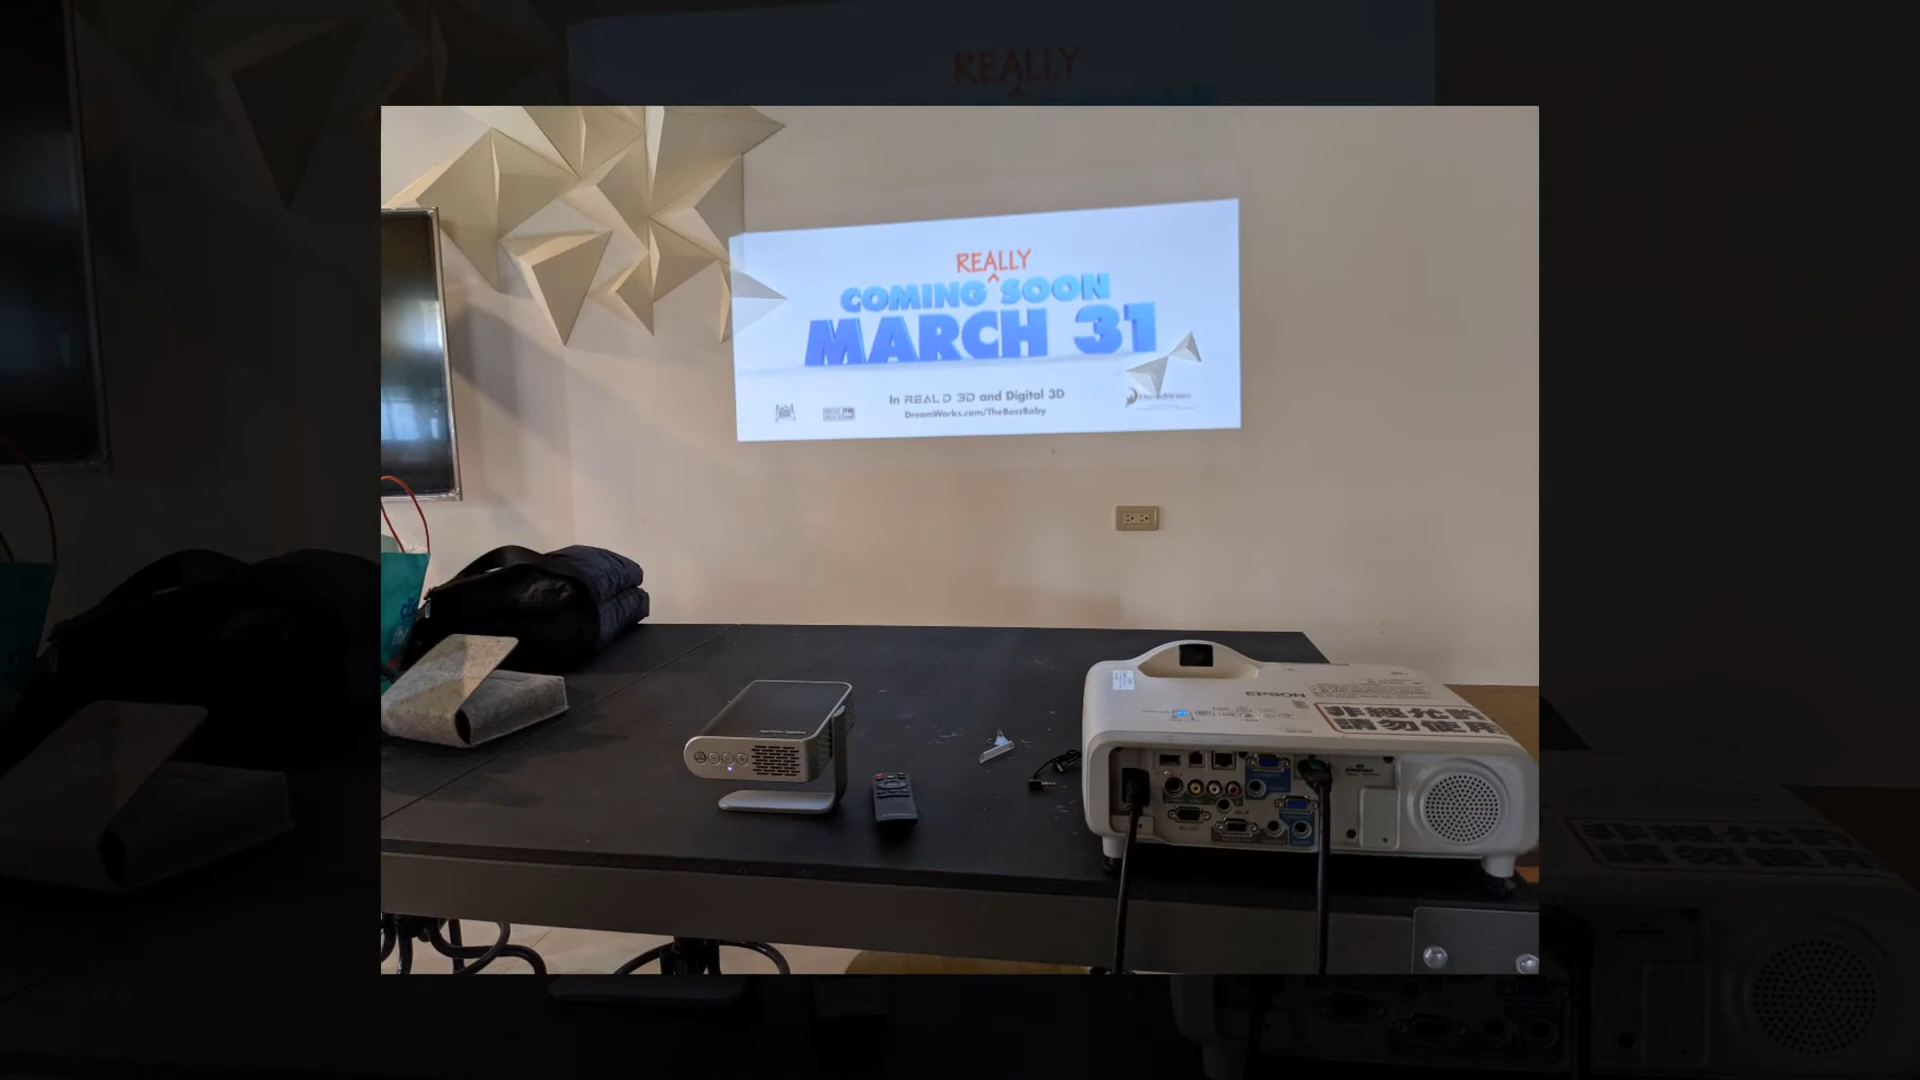 REALLY
COMING SOON
MARCH 31
In REAL D 3D and Digital 3D
DreamWorks.com/TheBossBaby
EPSON
非經允許
請勿使用